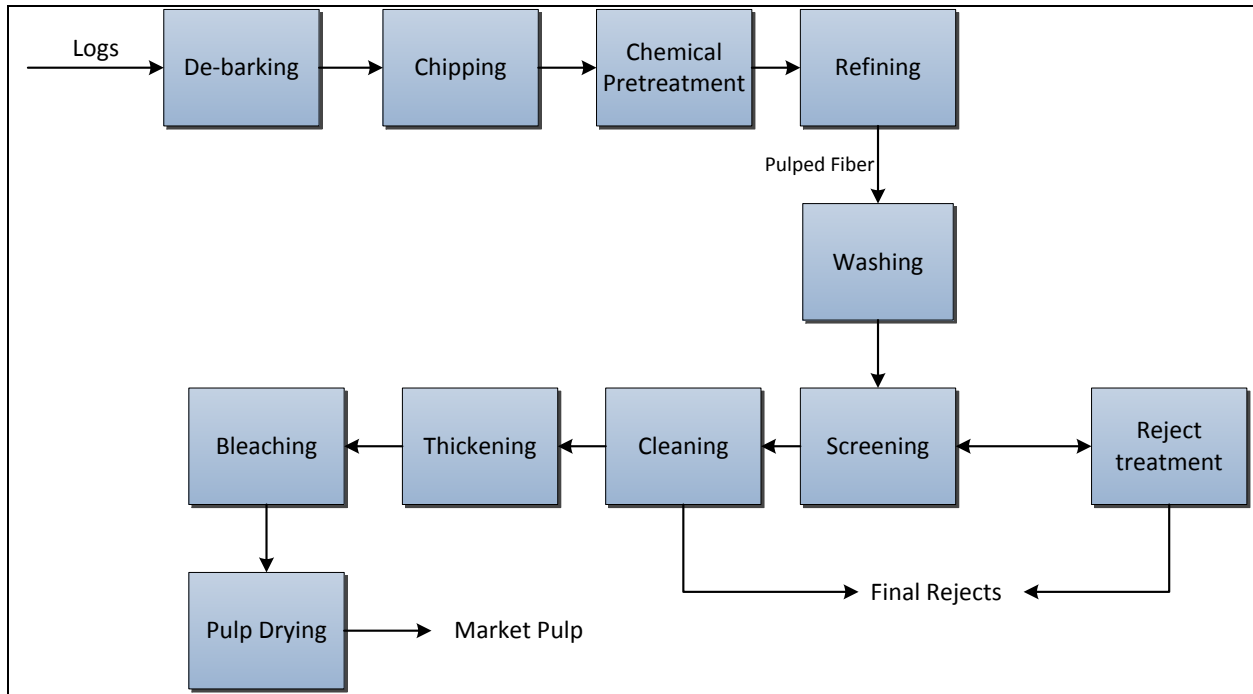 Logs
De-barking
Chipping
Chemical
Pretreatment
Refining
Pulped Fiber
Washing
Bleaching
Thickening
Cleaning
Screening
Reject
treatment
Final Rejects
Pulp Drying
Market Pulp